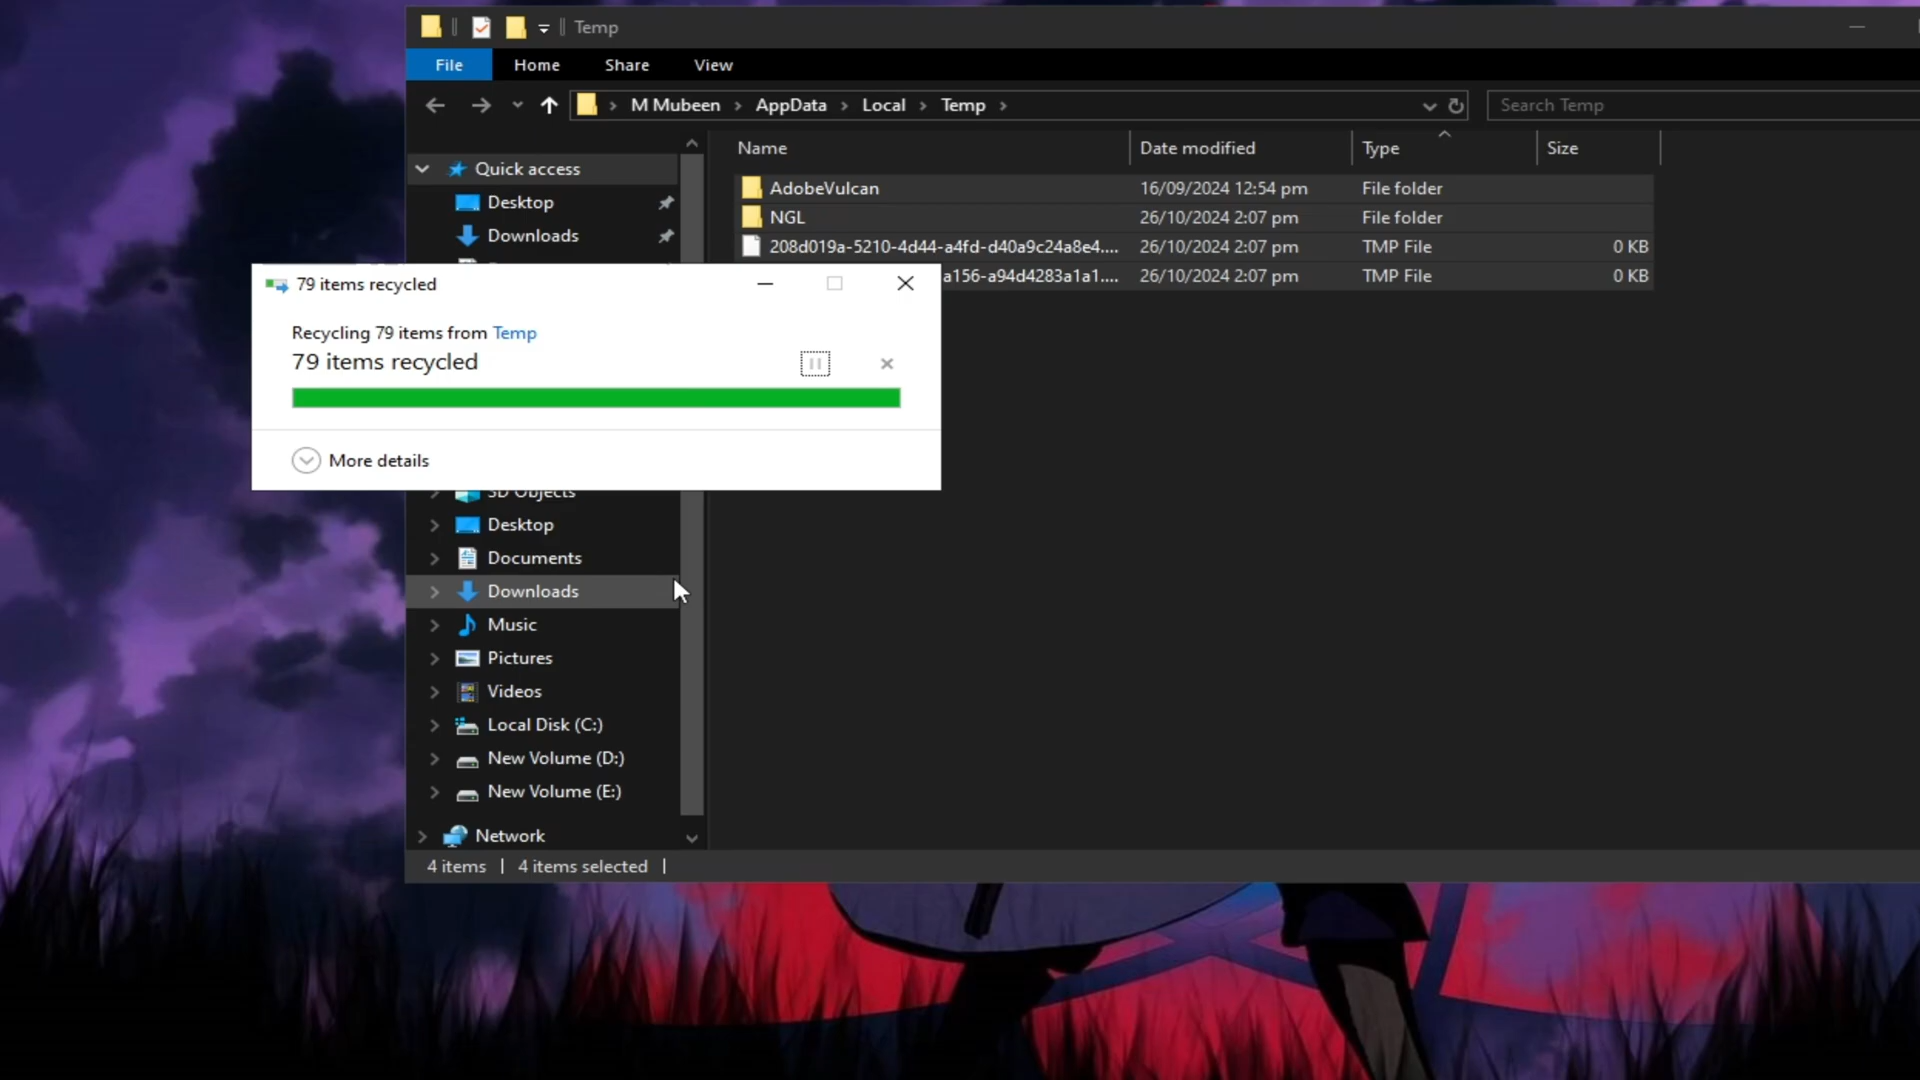 Temp
File Home Share View
M Mubeen AppData Local Temp
Search Temp
Name Date modified Type Size
Quick access
Desktop
Downloads
AdobeVulcan 16/09/2024 12:54 pm File folder
NGL 26/10/2024 2:07 pm File folder
208d019a-5210-4d44-a4fd-d40a9c24a8e4.... 26/10/2024 2:07 pm TMP File 0 KB
a156-a94d4283a1a1.... 26/10/2024 2:07 pm TMP File 0 KB
79 items recycled
Recycling 79 items from Temp
79 items recycled
More details
3D Objects
Desktop
Documents
Downloads
Music
Pictures
Videos
Local Disk (C:)
New Volume (D:)
New Volume (E:)
Network
4 items 4 items selected